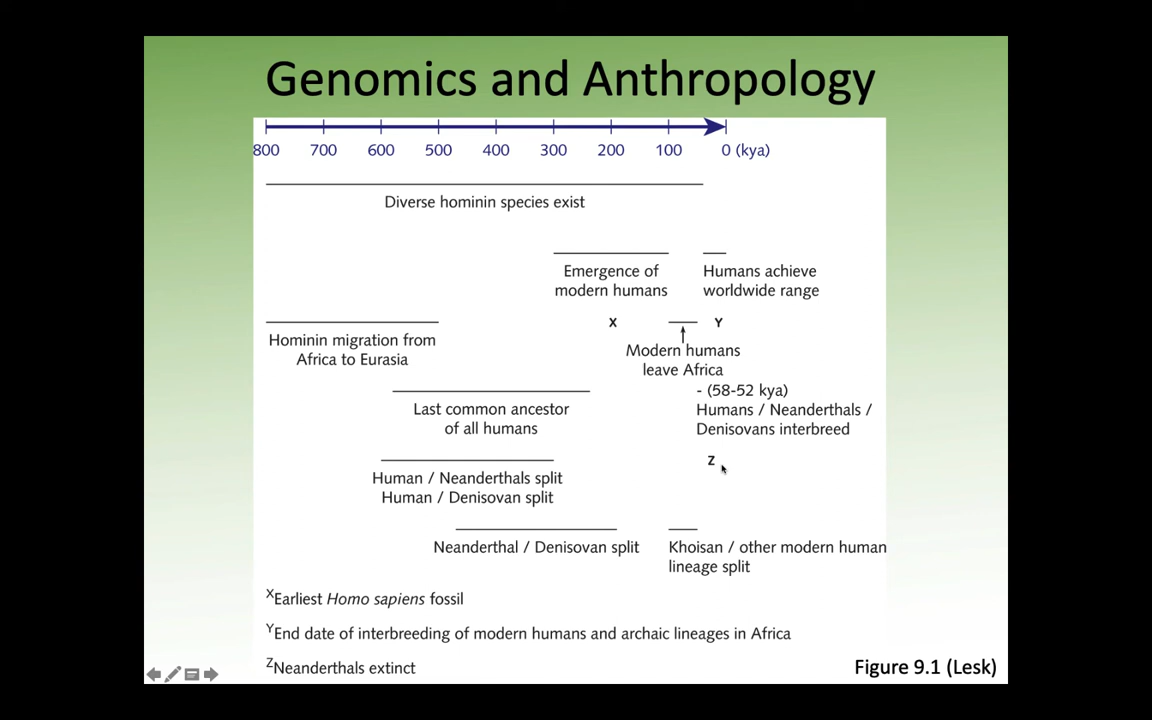 Genomics and Anthropology
800 700 600 500 400 300 200 100 0 (kya)
Diverse hominin species exist
Emergence of
modern humans
Humans achieve
worldwide range
X
Y
Hominin migration from
Africa to Eurasia
Modern humans
leave Africa
- (58-52 kya)
Humans / Neanderthals /
Denisovans interbreed
Last common ancestor
of all humans
Z
Human / Neanderthals split
Human / Denisovan split
Neanderthal / Denisovan split
Khoisan / other modern human
lineage split
XEarliest Homo sapiens fossil
YEnd date of interbreeding of modern humans and archaic lineages in Africa
ZNeanderthals extinct
Figure 9.1 (Lesk)